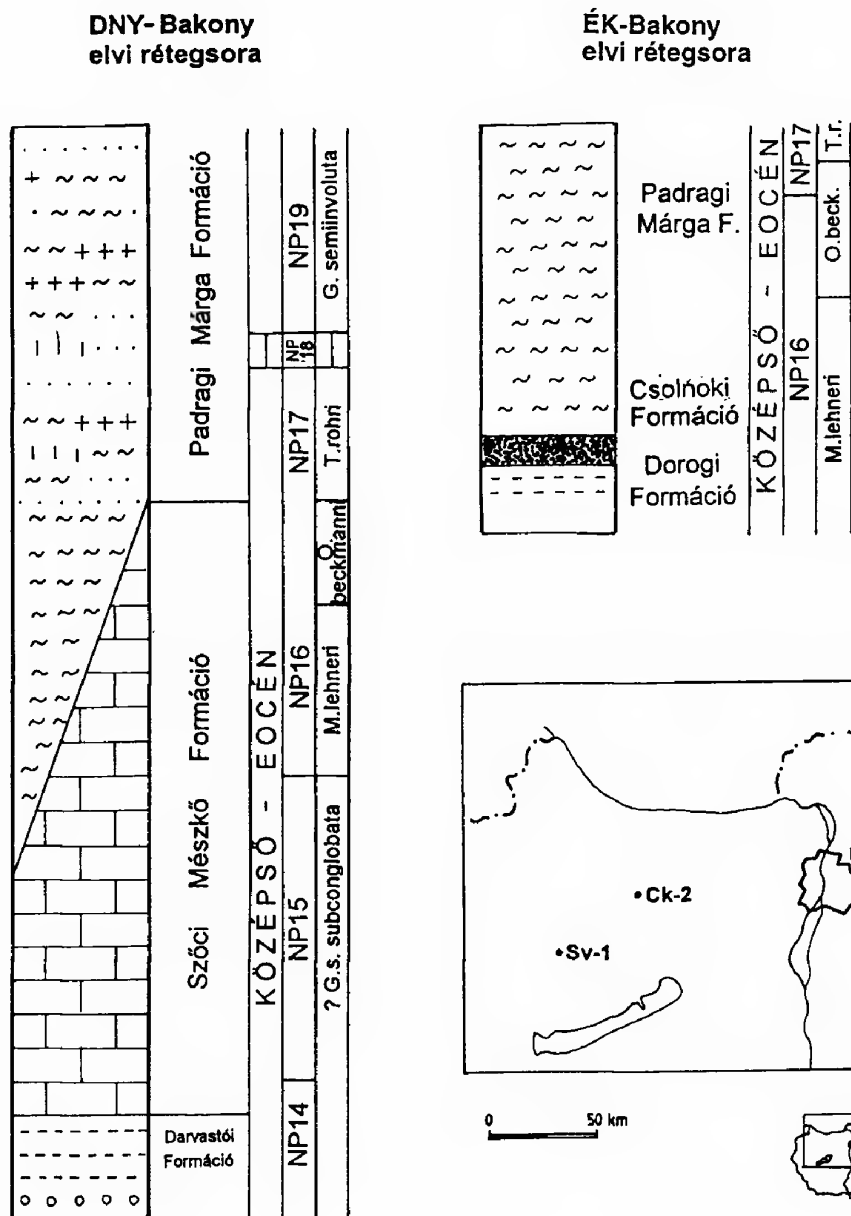 DNY-Bakony
elvi rétegsora
Padragi Márga Formáció
Szőci Mészkő Formáció
Darvastói
Formáció
KÖZÉPSŐ - EOCÉN
NP19
NP
18
NP17
NP16
NP15
NP14
G. semiinvoluta
T.rohri
O.
beckmanni
M.lehneri
? G.s. subconglobata
ÉK-Bakony
elvi rétegsora
Padragi
Márga F.
Csolnoki
Formáció
Dorogi
Formáció
KÖZÉPSŐ - EOCÉN
NP17
NP16
T.r.
O.beck.
M.lehneri
Ck-2
Sv-1
0 50 km